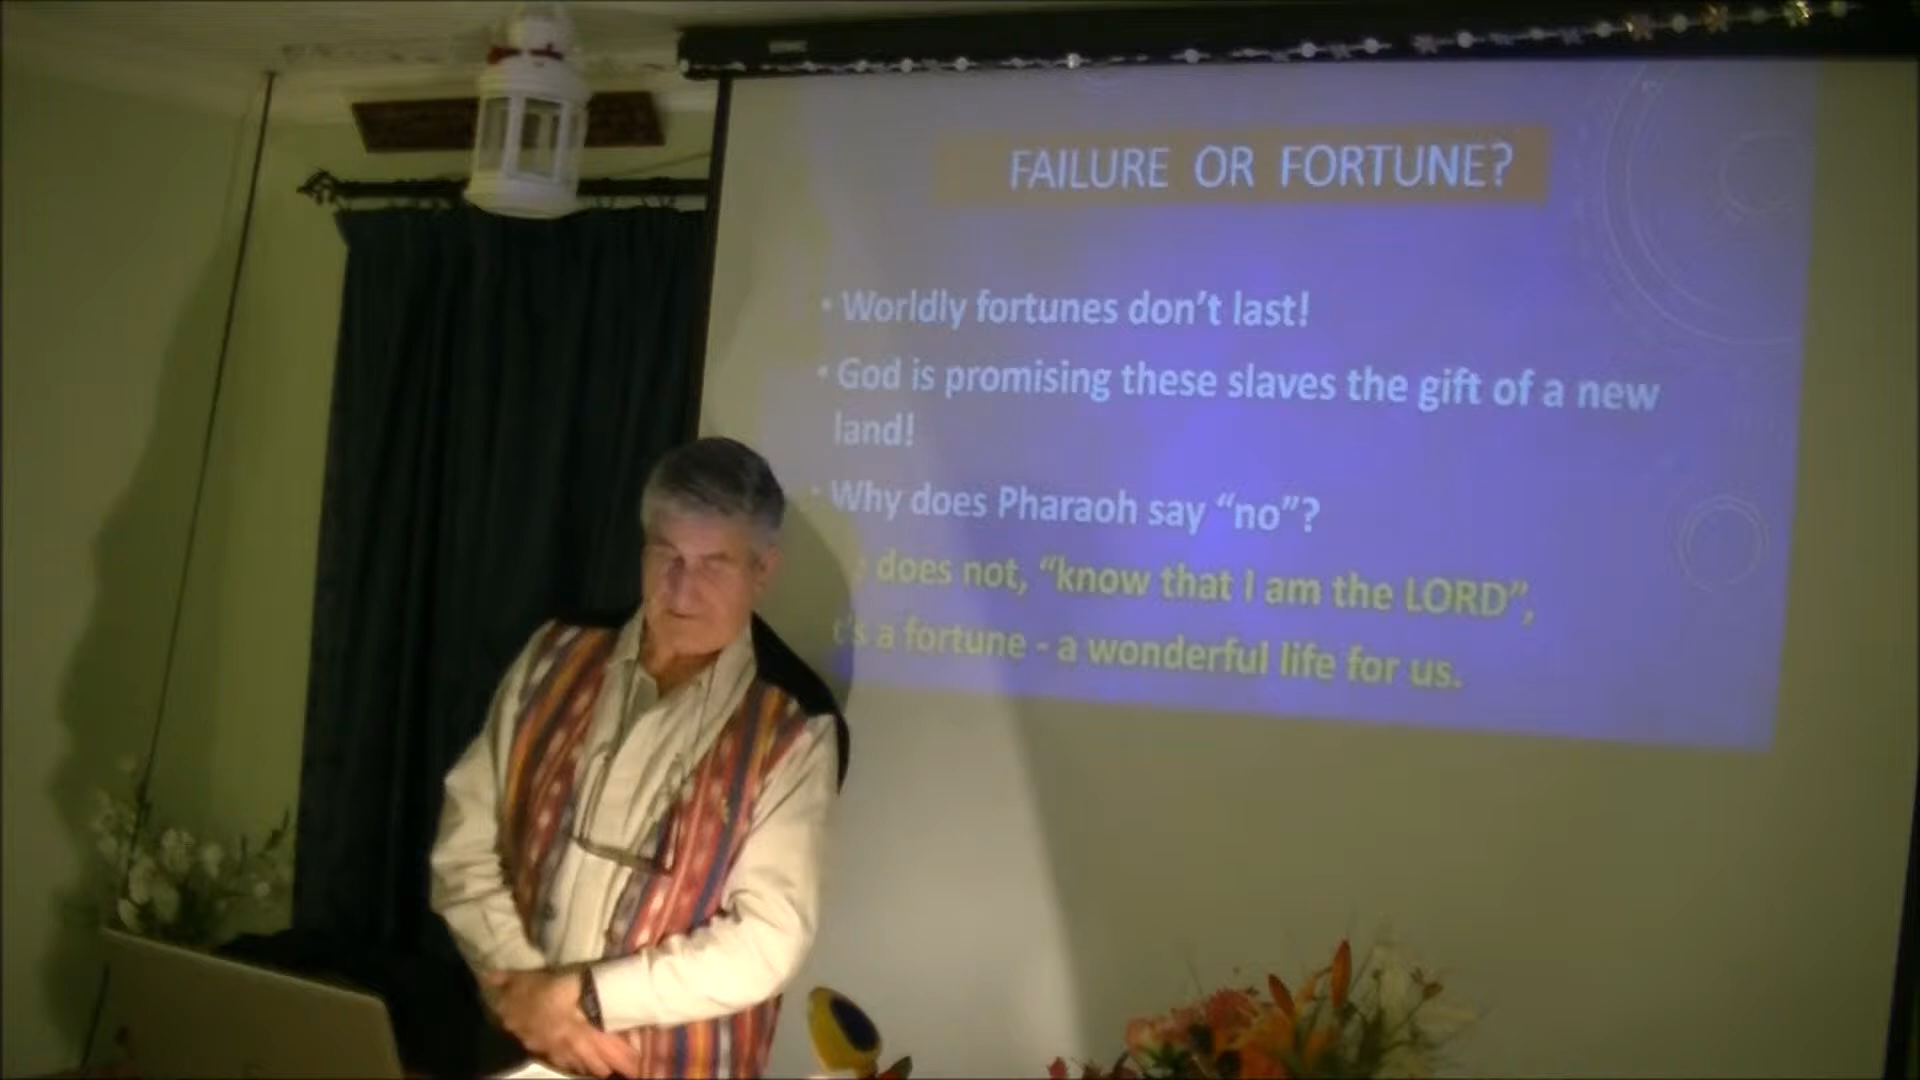 FAILURE OR FORTUNE?
• Worldly fortunes don't last!
• God is promising these slaves the gift of a new
land!
• Why does Pharaoh say “no”?
does not, “know that I am the LORD”,
a fortune - a wonderful life for us.